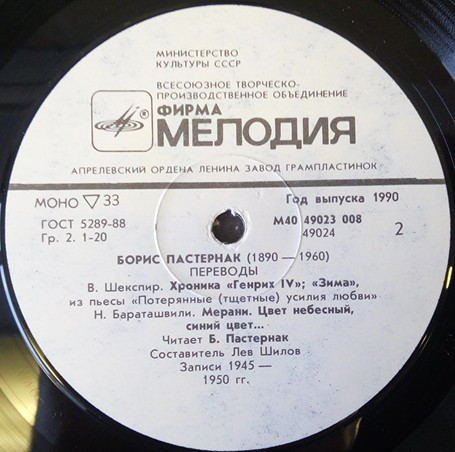 МИНИСТЕРСТВО
КУЛЬТУРЫ СССР
ВСЕСОЮЗНОЕ ТВОРЧЕСКО-
ПРОИЗВОДСТВЕННОЕ ОБЪЕДИНЕНИЕ
ФИРМА
МЕЛОДИЯ
АПРЕЛЕВСКИЙ ОРДЕНА ЛЕНИНА ЗАВОД ГРАМПЛАСТИНОК
МОНО ▽ 33
Год выпуска 1990
ГОСТ 5289-88
М40 49023 008
Гр. 2. 1-20
49024
2
БОРИС ПАСТЕРНАК (1890 — 1960)
ПЕРЕВОДЫ
В. Шекспир. Хроника «Генрих IV»; «Зима»,
из пьесы «Потерянные (тщетные) усилия любви»
Н. Бараташвили. Мерани. Цвет небесный,
синий цвет...
Читает Б. Пастернак
Составитель Лев Шилов
Записи 1945 —
1950 гг.